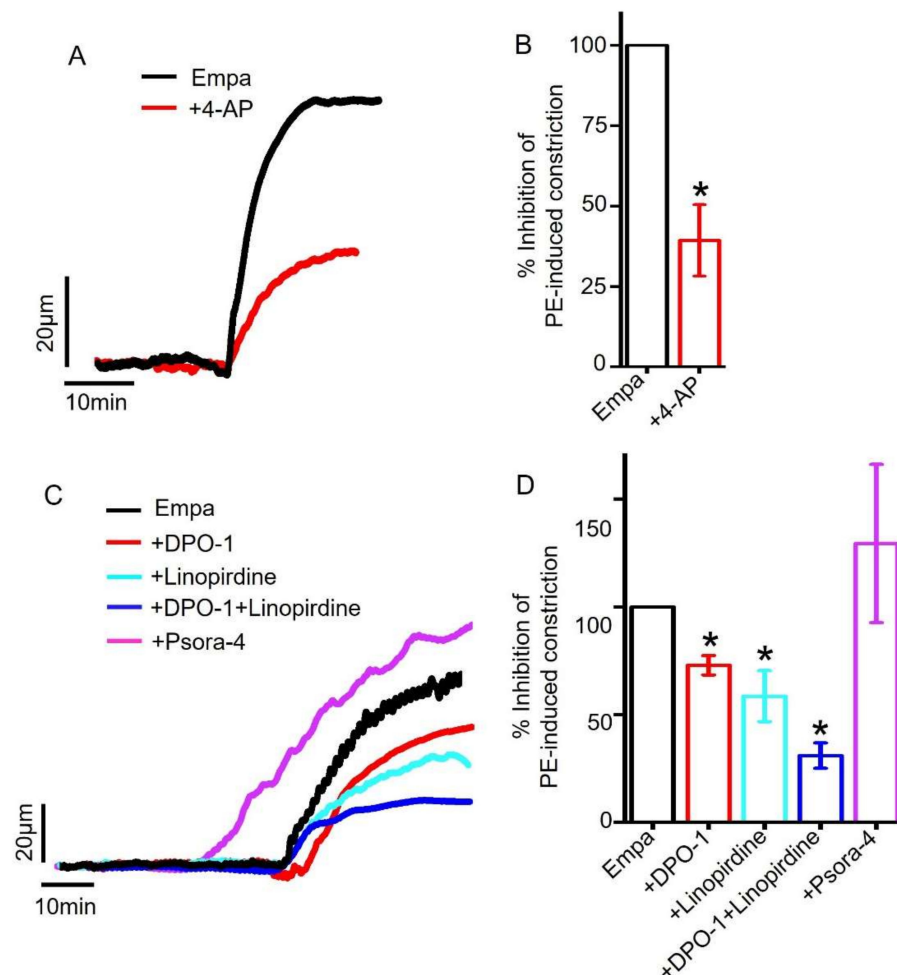 A
Empa
+4-AP
20µm
10min
B
% Inhibition of
PE-induced constriction
100
75
50
25
0
*
Empa
+4-AP
C
Empa
+DPO-1
+Linopirdine
+DPO-1+Linopirdine
+Psora-4
20µm
10min
D
% Inhibition of
PE-induced constriction
150
100
50
0
*
*
*
Empa
+DPO-1
+Linopirdine
+DPO-1+Linopirdine
+Psora-4